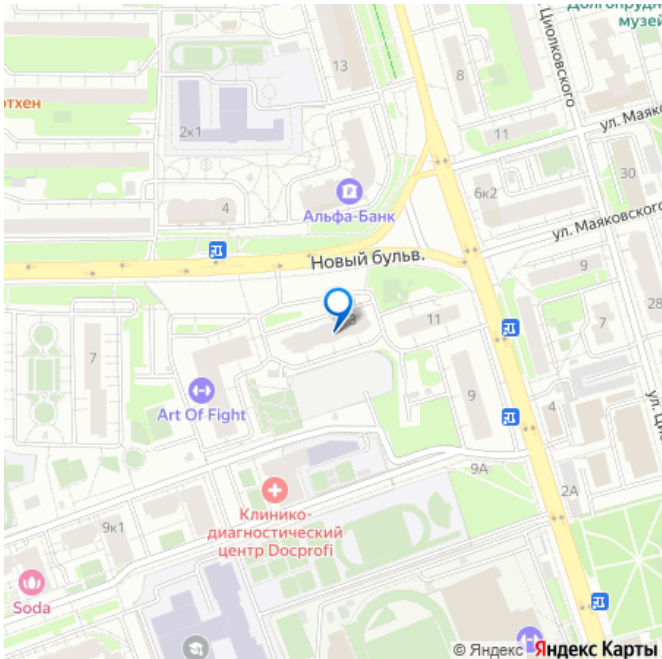 Долгопрудн
музей
Циолковского
ул. Маяк
13
8
отхен
2к1
11
30
6к2
4
Альфа-Банк
ул. Маяковского
Новый бульв.
9
28
3
11
7
7
Art Of Fight
9
4
ул. Ци
9А
2А
Клинико-
диагностический
центр Docprofi
9к1
Soda
© Яндекс Яндекс Карты